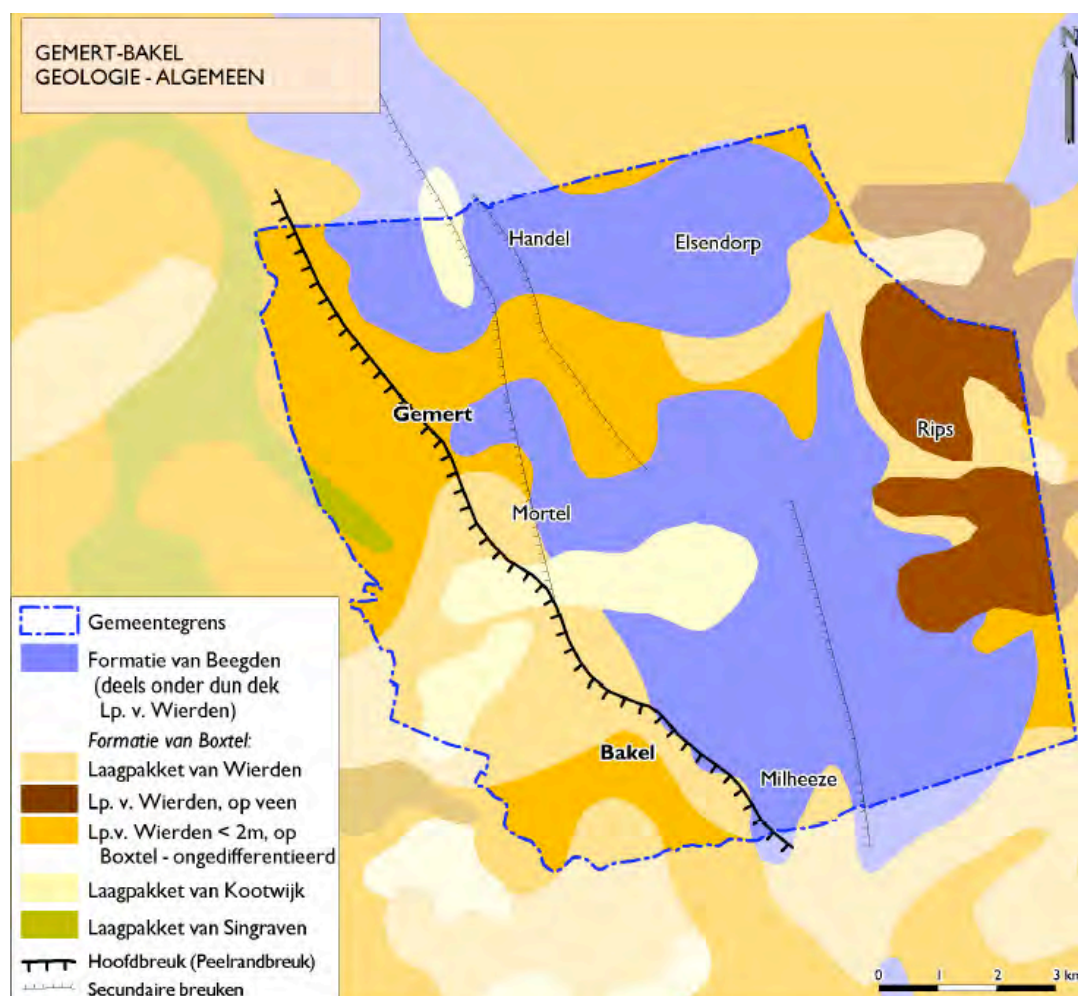 GEMERT-BAKEL
GEOLOGIE - ALGEMEEN
N
Handel
Elsendorp
Gemert
Rips
Mortel
Bakel
Milheeze
Gemeentegrens
Formatie van Beegden
(deels onder dun dek
Lp. v. Wierden)
Formatie van Boxtel:
Laagpakket van Wierden
Lp. v. Wierden, op veen
Lp.v. Wierden < 2m, op
Boxtel - ongedifferentieerd
Laagpakket van Kootwijk
Laagpakket van Singraven
Hoofdbreuk (Peelrandbreuk)
Secundaire breuken
0 1 2 3 km